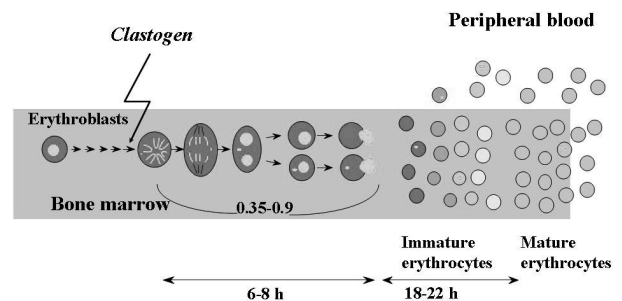 Peripheral blood
Clastogen
Erythroblasts
Bone marrow
0.35-0.9
Immature
erythrocytes
Mature
erythrocytes
6-8 h
18-22 h